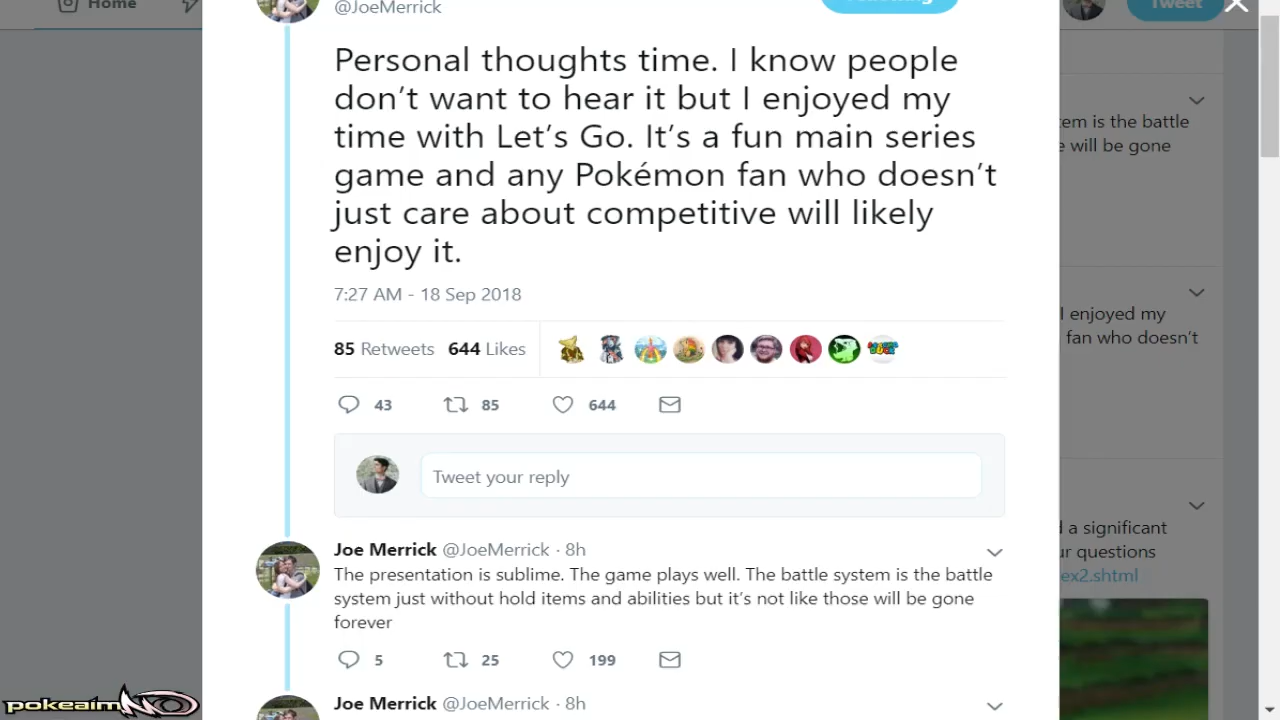 Home
@JoeMerrick
Following
Tweet
Personal thoughts time. I know people
don't want to hear it but I enjoyed my
time with Let's Go. It's a fun main series
game and any Pokémon fan who doesn't
just care about competitive will likely
enjoy it.
7:27 AM - 18 Sep 2018
85 Retweets 644 Likes
43 85 644
Tweet your reply
Joe Merrick @JoeMerrick · 8h
The presentation is sublime. The game plays well. The battle system is the battle
system just without hold items and abilities but it's not like those will be gone
forever
5 25 199
Joe Merrick @JoeMerrick · 8h
em is the battle
will be gone
I enjoyed my
fan who doesn't
d a significant
ur questions
ex2.shtml
pokeaimMD